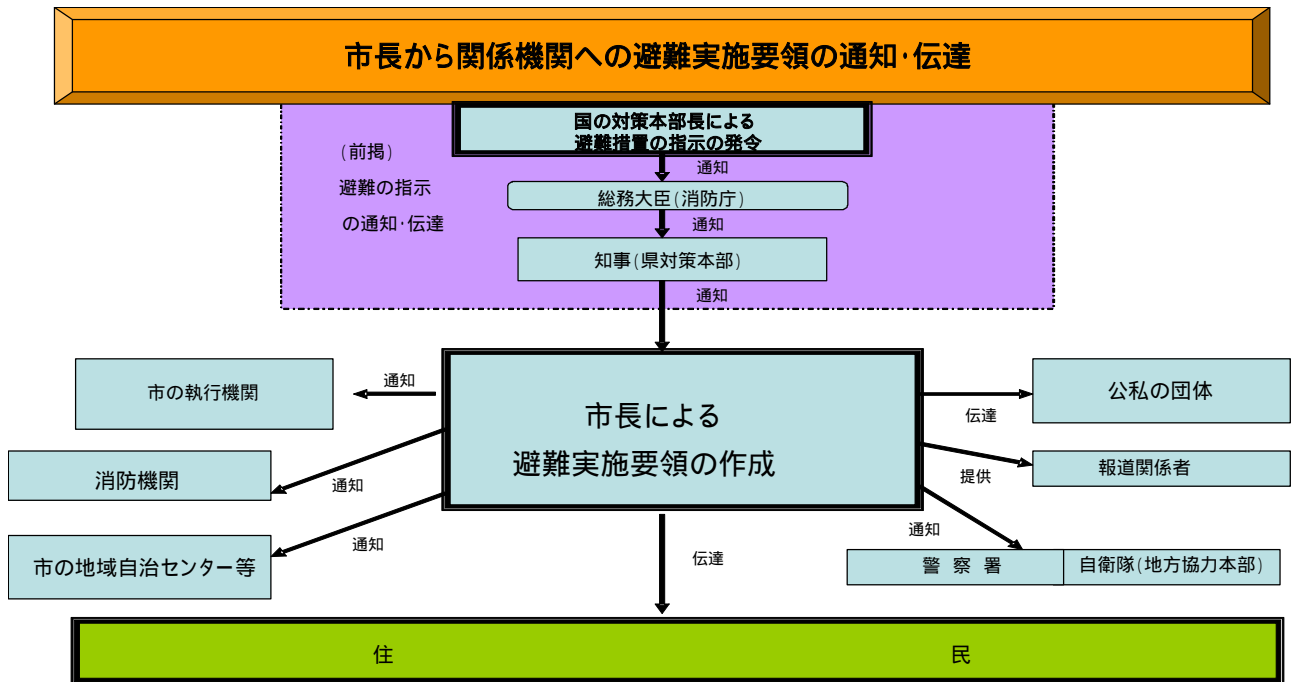 市長から関係機関への避難実施要領の通知・伝達
国の対策本部長による
避難措置の指示の発令
(前掲)
避難の指示
の通知・伝達
通知
総務大臣(消防庁)
通知
知事(県対策本部)
通知
市の執行機関
通知
市長による
避難実施要領の作成
公私の団体
伝達
消防機関
通知
報道関係者
提供
市の地域自治センター等
通知
伝達
通知
警 察 署
自衛隊(地方協力本部)
住 民